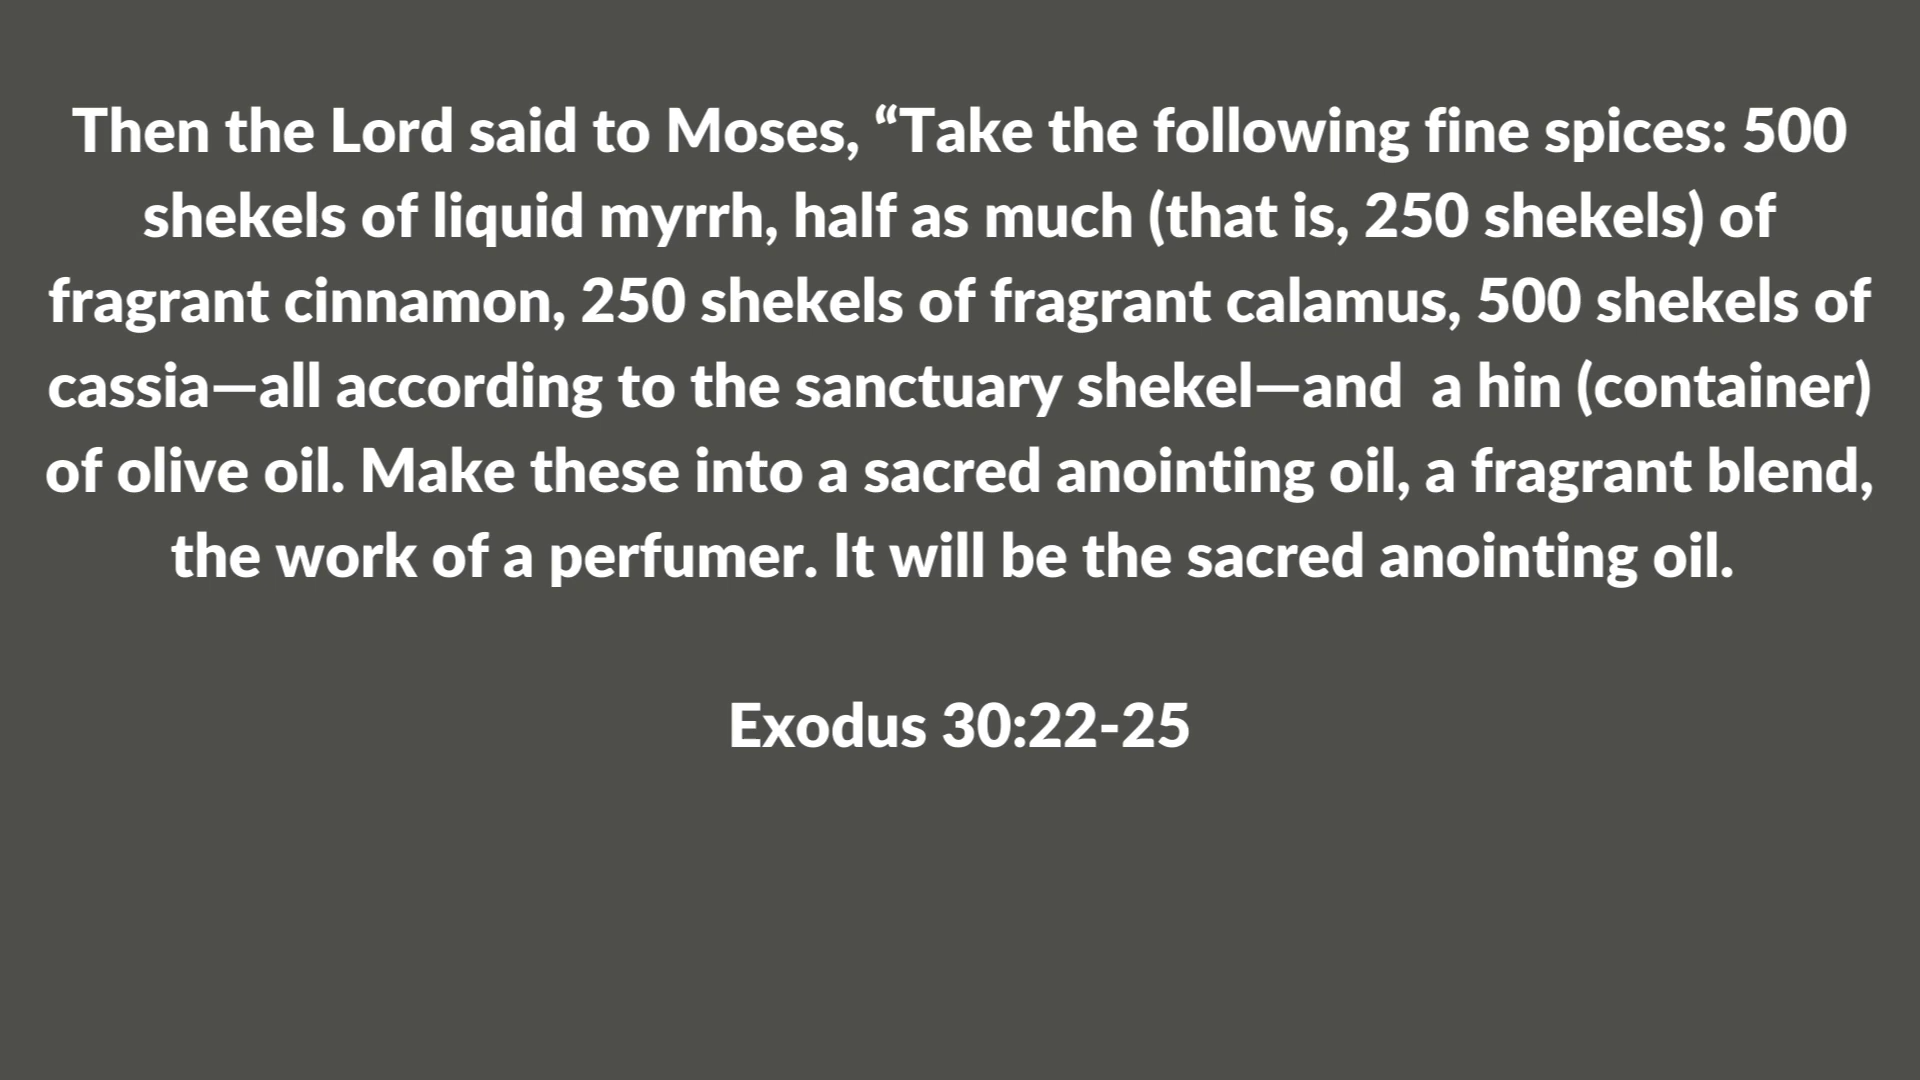 Then the Lord said to Moses, “Take the following fine spices: 500
shekels of liquid myrrh, half as much (that is, 250 shekels) of
fragrant cinnamon, 250 shekels of fragrant calamus, 500 shekels of
cassia—all according to the sanctuary shekel—and  a hin (container)
of olive oil. Make these into a sacred anointing oil, a fragrant blend,
the work of a perfumer. It will be the sacred anointing oil.
Exodus 30:22-25